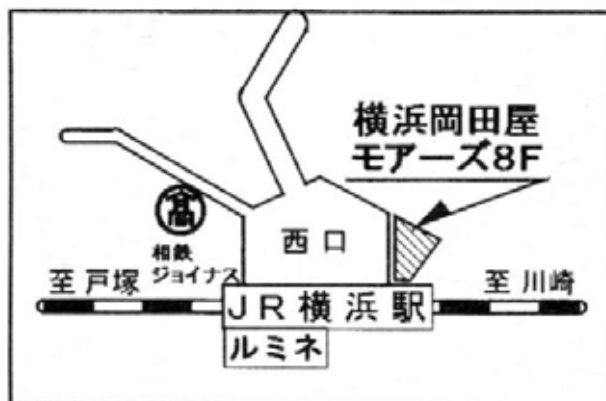 横浜岡田屋
モアーズ8F
西口
髙
相鉄
ジョイナス
至戸塚
至川崎
JR横浜駅
ルミネ